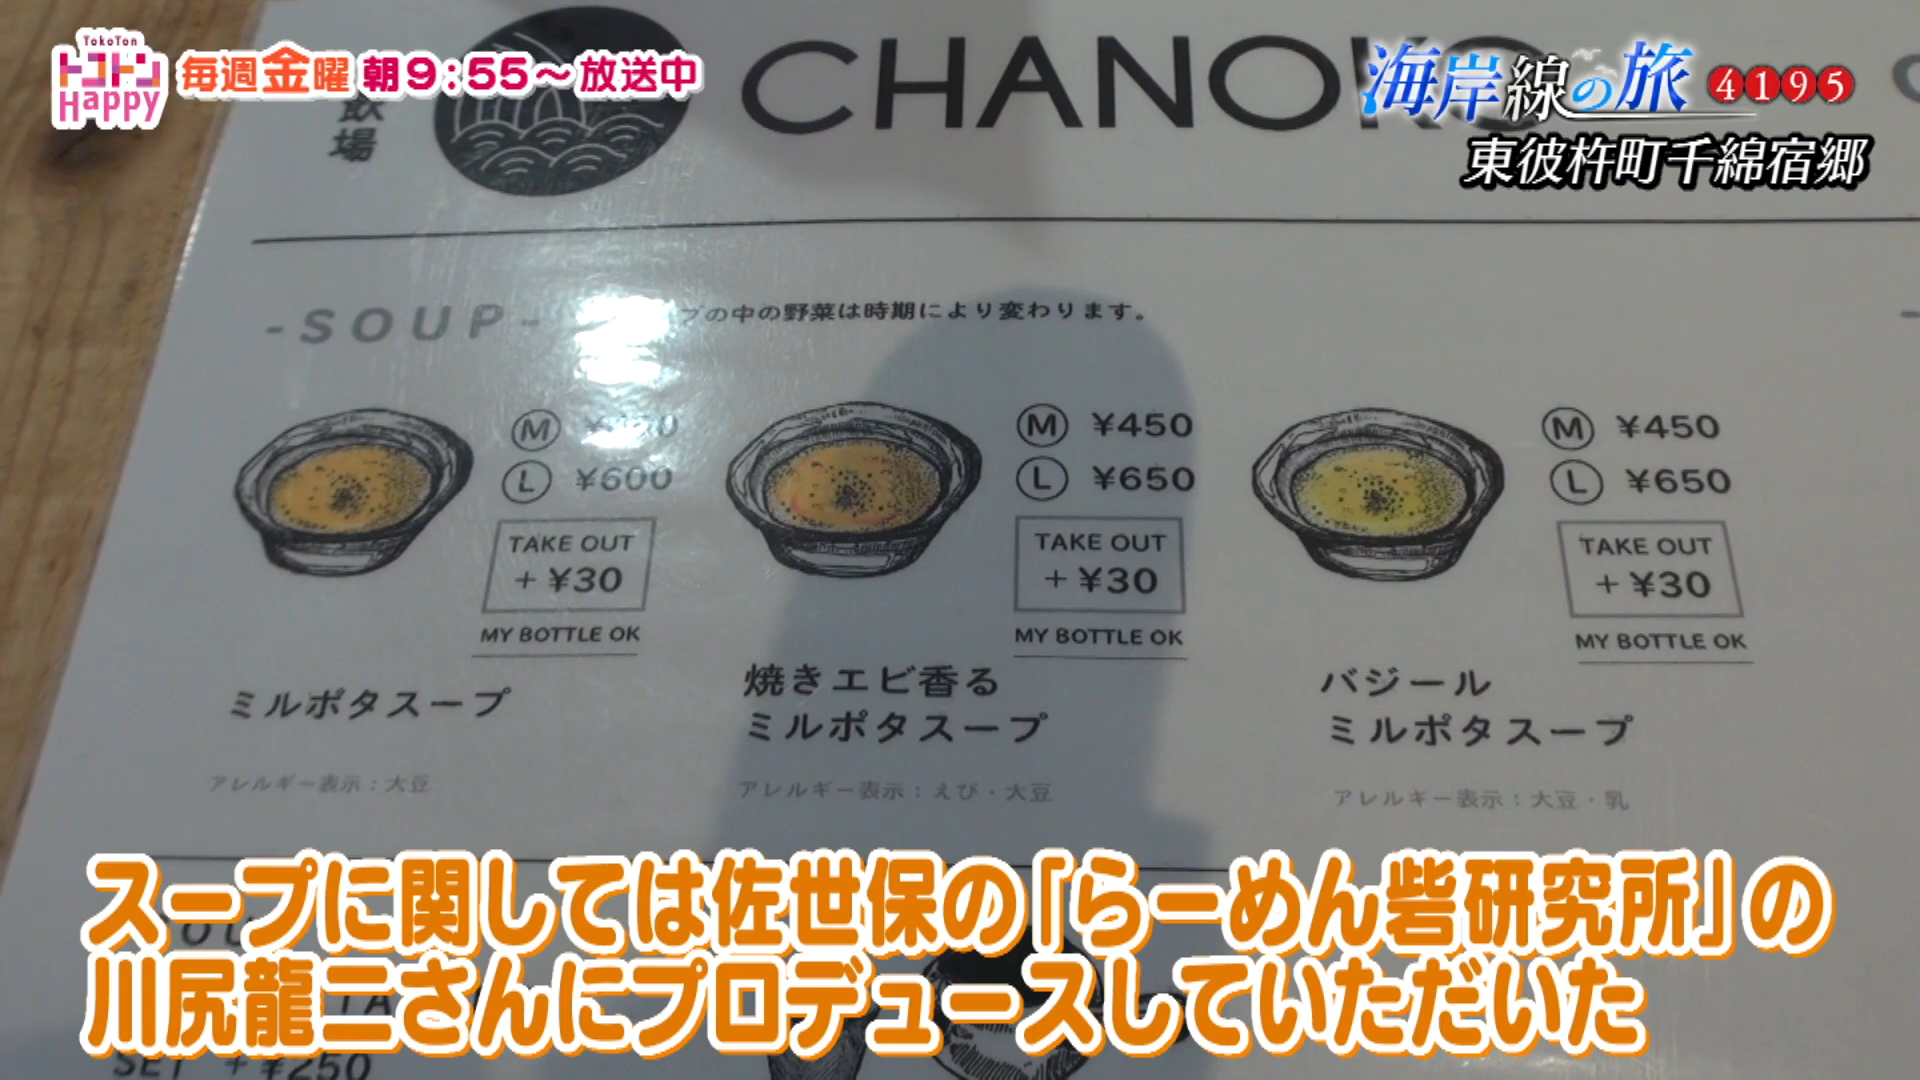 TokoTon
トコトン
Happy
毎週金曜 朝9:55～放送中
海岸線の旅 4195
東彼杵町千綿宿郷
飲場
CHANOKO
-SOUP-
プの中の野菜は時期により変わります。
M
L ¥600
TAKE OUT
+ ¥30
MY BOTTLE OK
ミルポタスープ
アレルギー表示：大豆
M ¥450
L ¥650
TAKE OUT
+ ¥30
MY BOTTLE OK
焼きエビ香る
ミルポタスープ
アレルギー表示：えび・大豆
M ¥450
L ¥650
TAKE OUT
+ ¥30
MY BOTTLE OK
バジール
ミルポタスープ
アレルギー表示：大豆・乳
スープに関しては佐世保の「らーめん砦研究所」の
川尻龍二さんにプロデュースしていただいた
SET +¥250